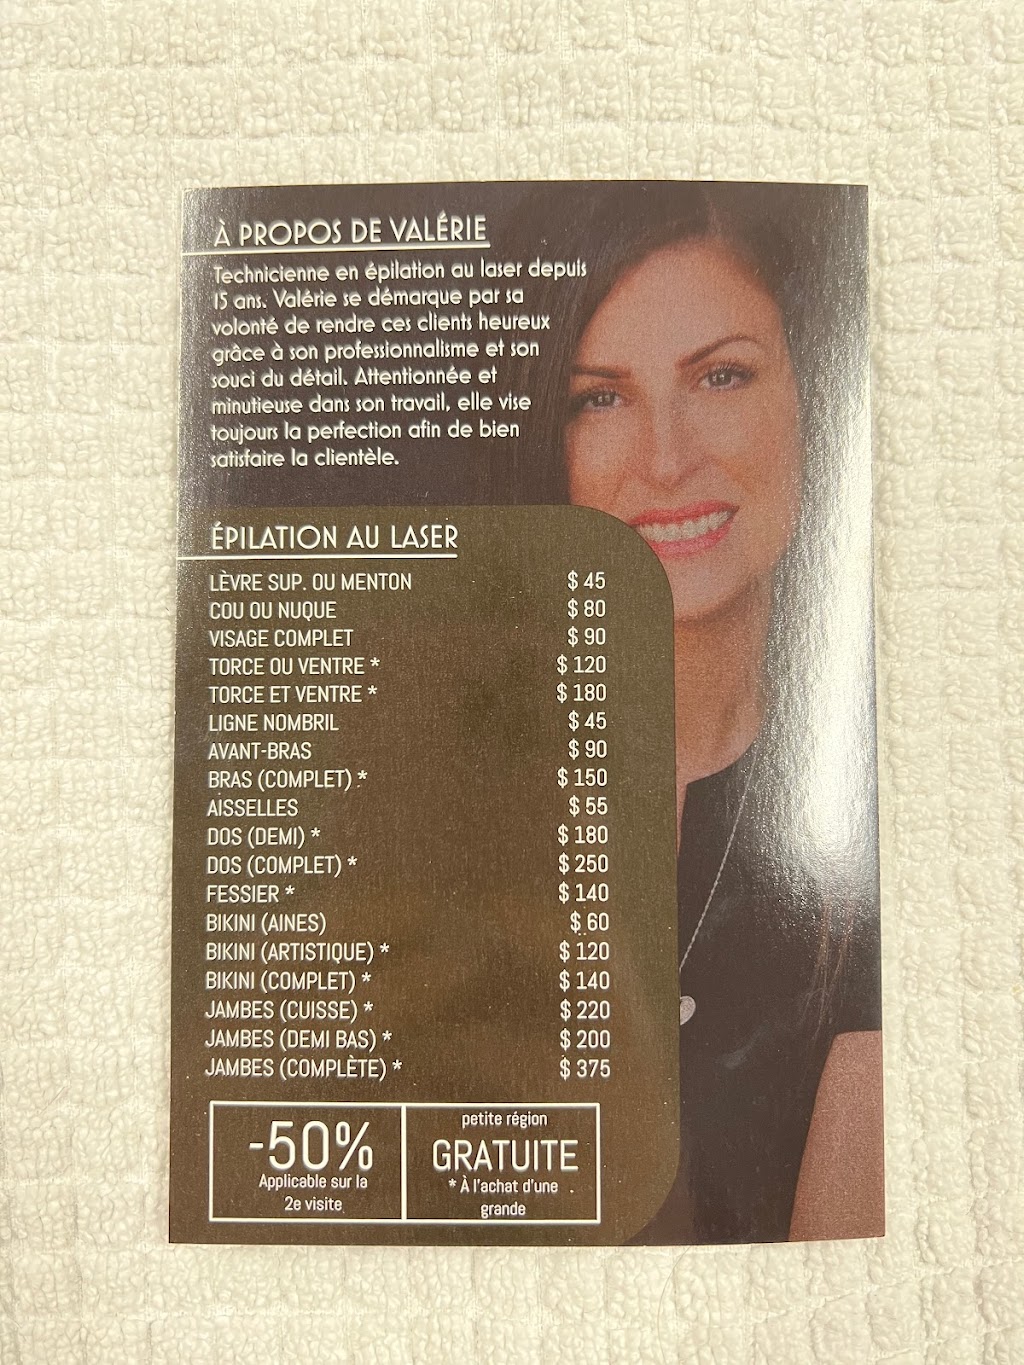 À PROPOS DE VALÉRIE
Technicienne en épilation au laser depuis
15 ans. Valérie se démarque par sa
volonté de rendre ces clients heureux
grâce à son professionnalisme et son
souci du détail. Attentionnée et
minutieuse dans son travail, elle vise
toujours la perfection afin de bien
satisfaire la clientèle.
ÉPILATION AU LASER
LÈVRE SUP. OU MENTON $ 45
COU OU NUQUE $ 80
VISAGE COMPLET $ 90
TORCE OU VENTRE * $ 120
TORCE ET VENTRE * $ 180
LIGNE NOMBRIL $ 45
AVANT-BRAS $ 90
BRAS (COMPLET) * $ 150
AISSELLES $ 55
DOS (DEMI) * $ 180
DOS (COMPLET) * $ 250
FESSIER * $ 140
BIKINI (AINES) $ 60
BIKINI (ARTISTIQUE) * $ 120
BIKINI (COMPLET) * $ 140
JAMBES (CUISSE) * $ 220
JAMBES (DEMI BAS) * $ 200
JAMBES (COMPLÈTE) * $ 375
-50%
Applicable sur la
2e visite
petite région
GRATUITE
* À l'achat d'une
grande